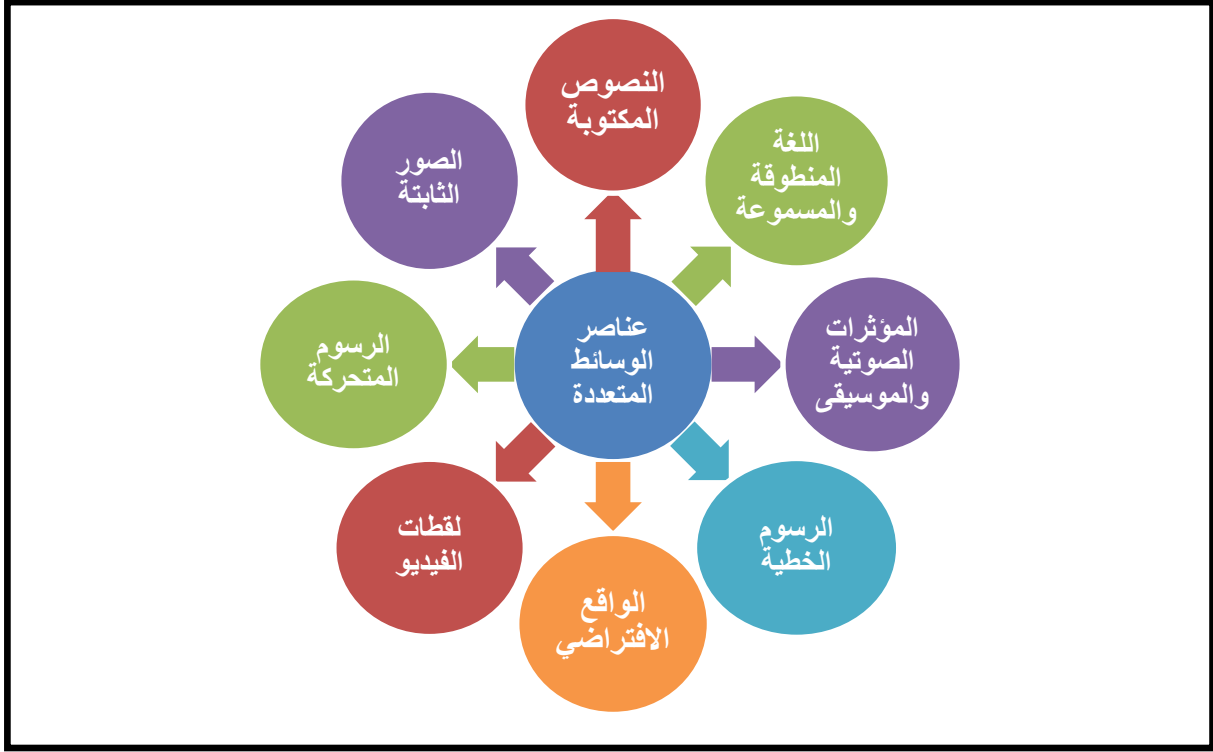 النصوص
المكتوبة
اللغة
المنطوقة
والمسموعة
المؤثرات
الصوتية
والموسيقى
الرسوم
الخطية
الواقع
الافتراضي
لقطات
الفيديو
الرسوم
المتحركة
الصور
الثابتة
عناصر
الوسائط
المتعددة